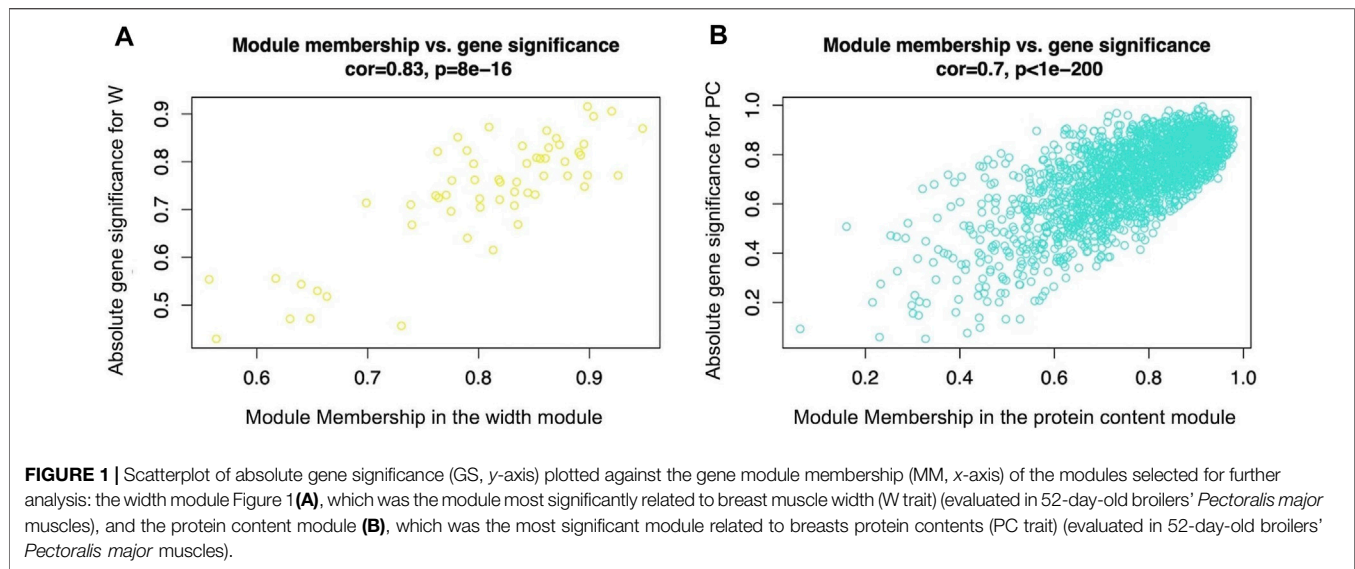 A
Module membership vs. gene significance
cor=0.83, p=8e−16
Absolute gene significance for W
0.9
0.8
0.7
0.6
0.5
0.6 0.7 0.8 0.9
Module Membership in the width module
B
Module membership vs. gene significance
cor=0.7, p<1e−200
Absolute gene significance for PC
1.0
0.8
0.6
0.4
0.2
0.2 0.4 0.6 0.8 1.0
Module Membership in the protein content module
FIGURE 1 | Scatterplot of absolute gene significance (GS, y-axis) plotted against the gene module membership (MM, x-axis) of the modules selected for further
analysis: the width module Figure 1(A), which was the module most significantly related to breast muscle width (W trait) (evaluated in 52-day-old broilers' Pectoralis major
muscles), and the protein content module (B), which was the most significant module related to breasts protein contents (PC trait) (evaluated in 52-day-old broilers'
Pectoralis major muscles).